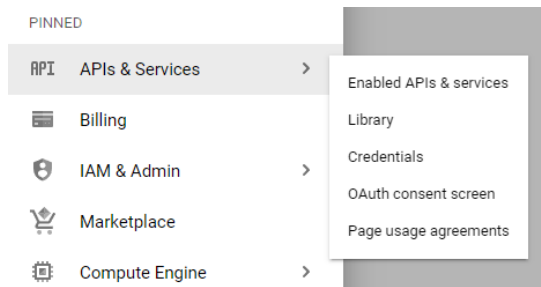 PINNED
API APIs & Services
Billing
IAM & Admin
Marketplace
Compute Engine
Enabled APIs & services
Library
Credentials
OAuth consent screen
Page usage agreements